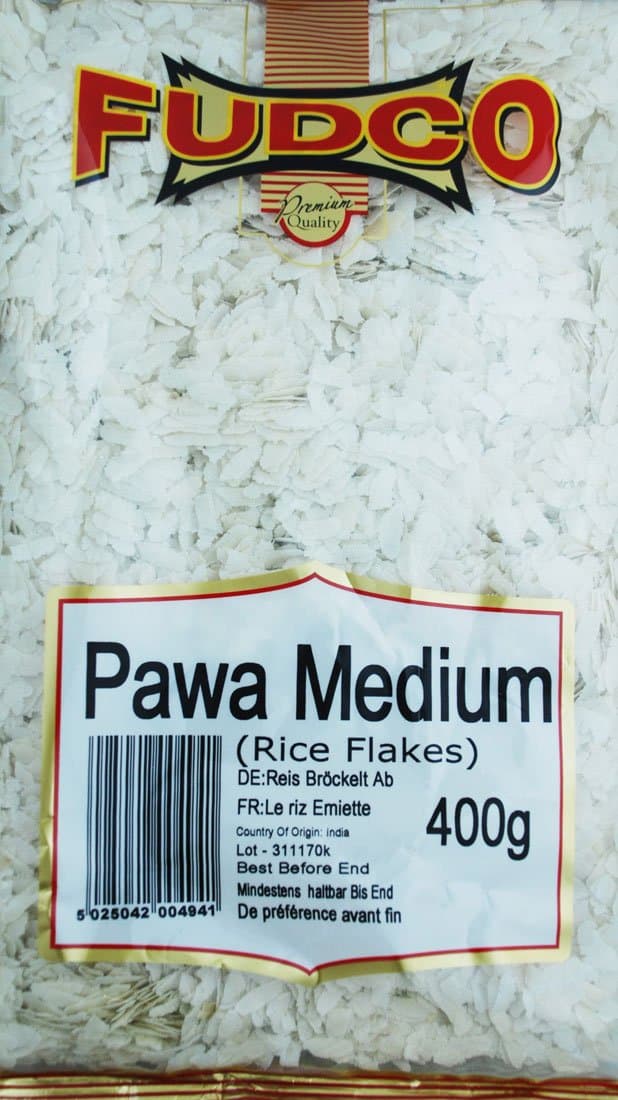 FUDCO
Premium
Quality
Pawa Medium
(Rice Flakes)
DE:Reis Bröckelt Ab
FR:Le riz Emiette
400g
Country Of Origin: india
Lot - 311170k
Best Before End
Mindestens haltbar Bis End
De préférence avant fin
5 025042 004941